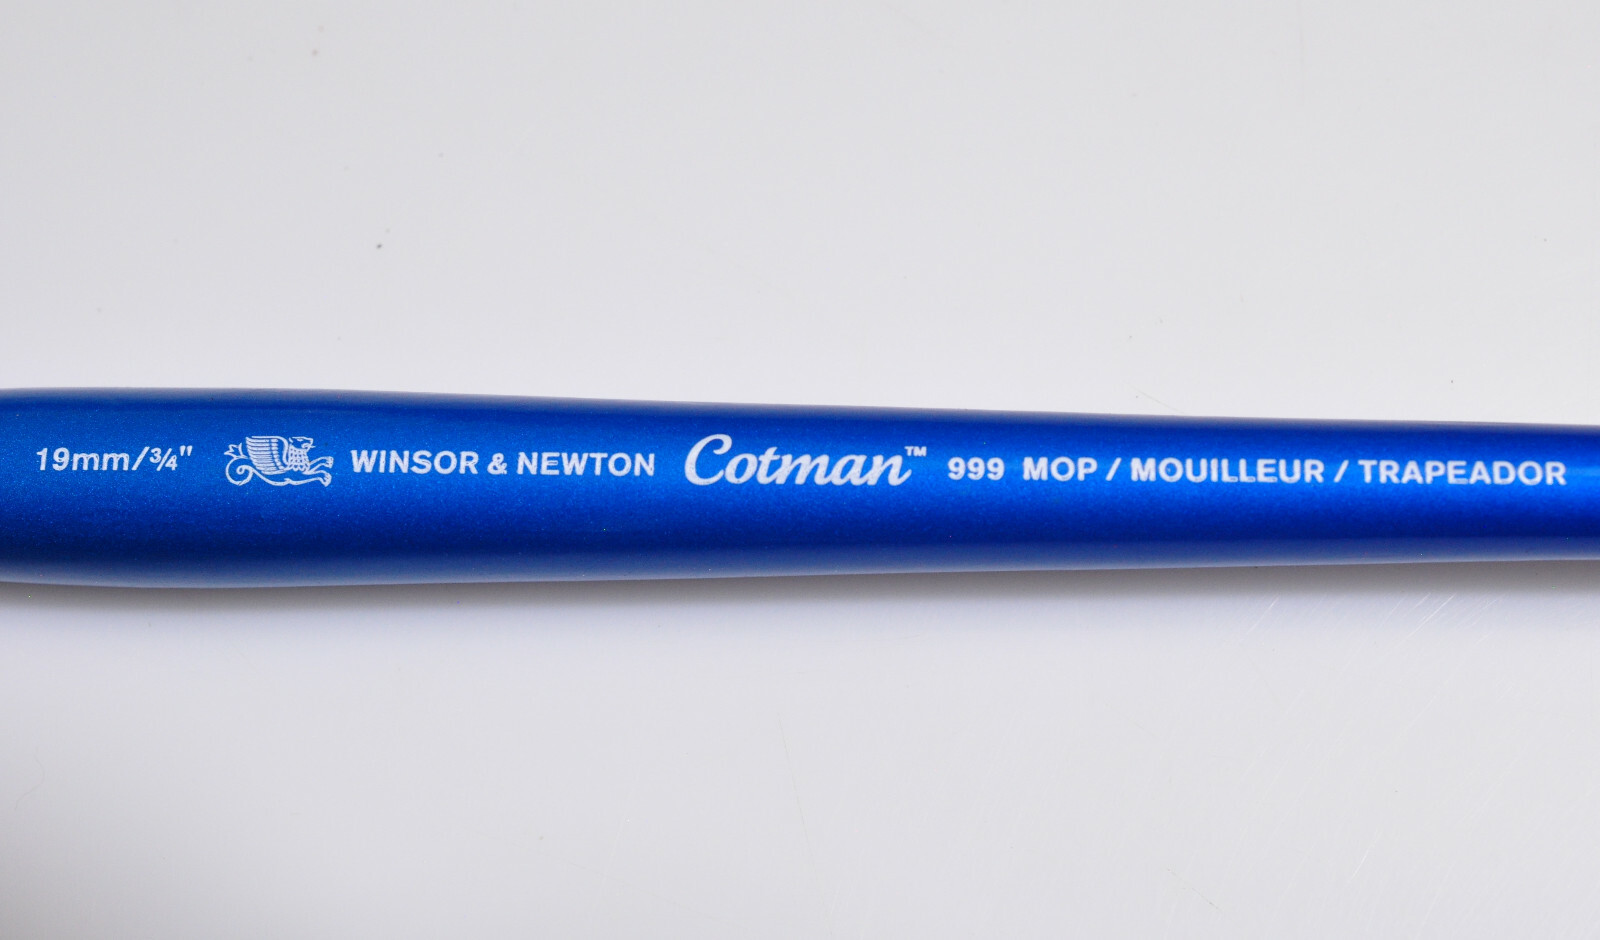 19mm/¾" WINSOR & NEWTON Cotman™ 999 MOP / MOUILLEUR / TRAPEADOR